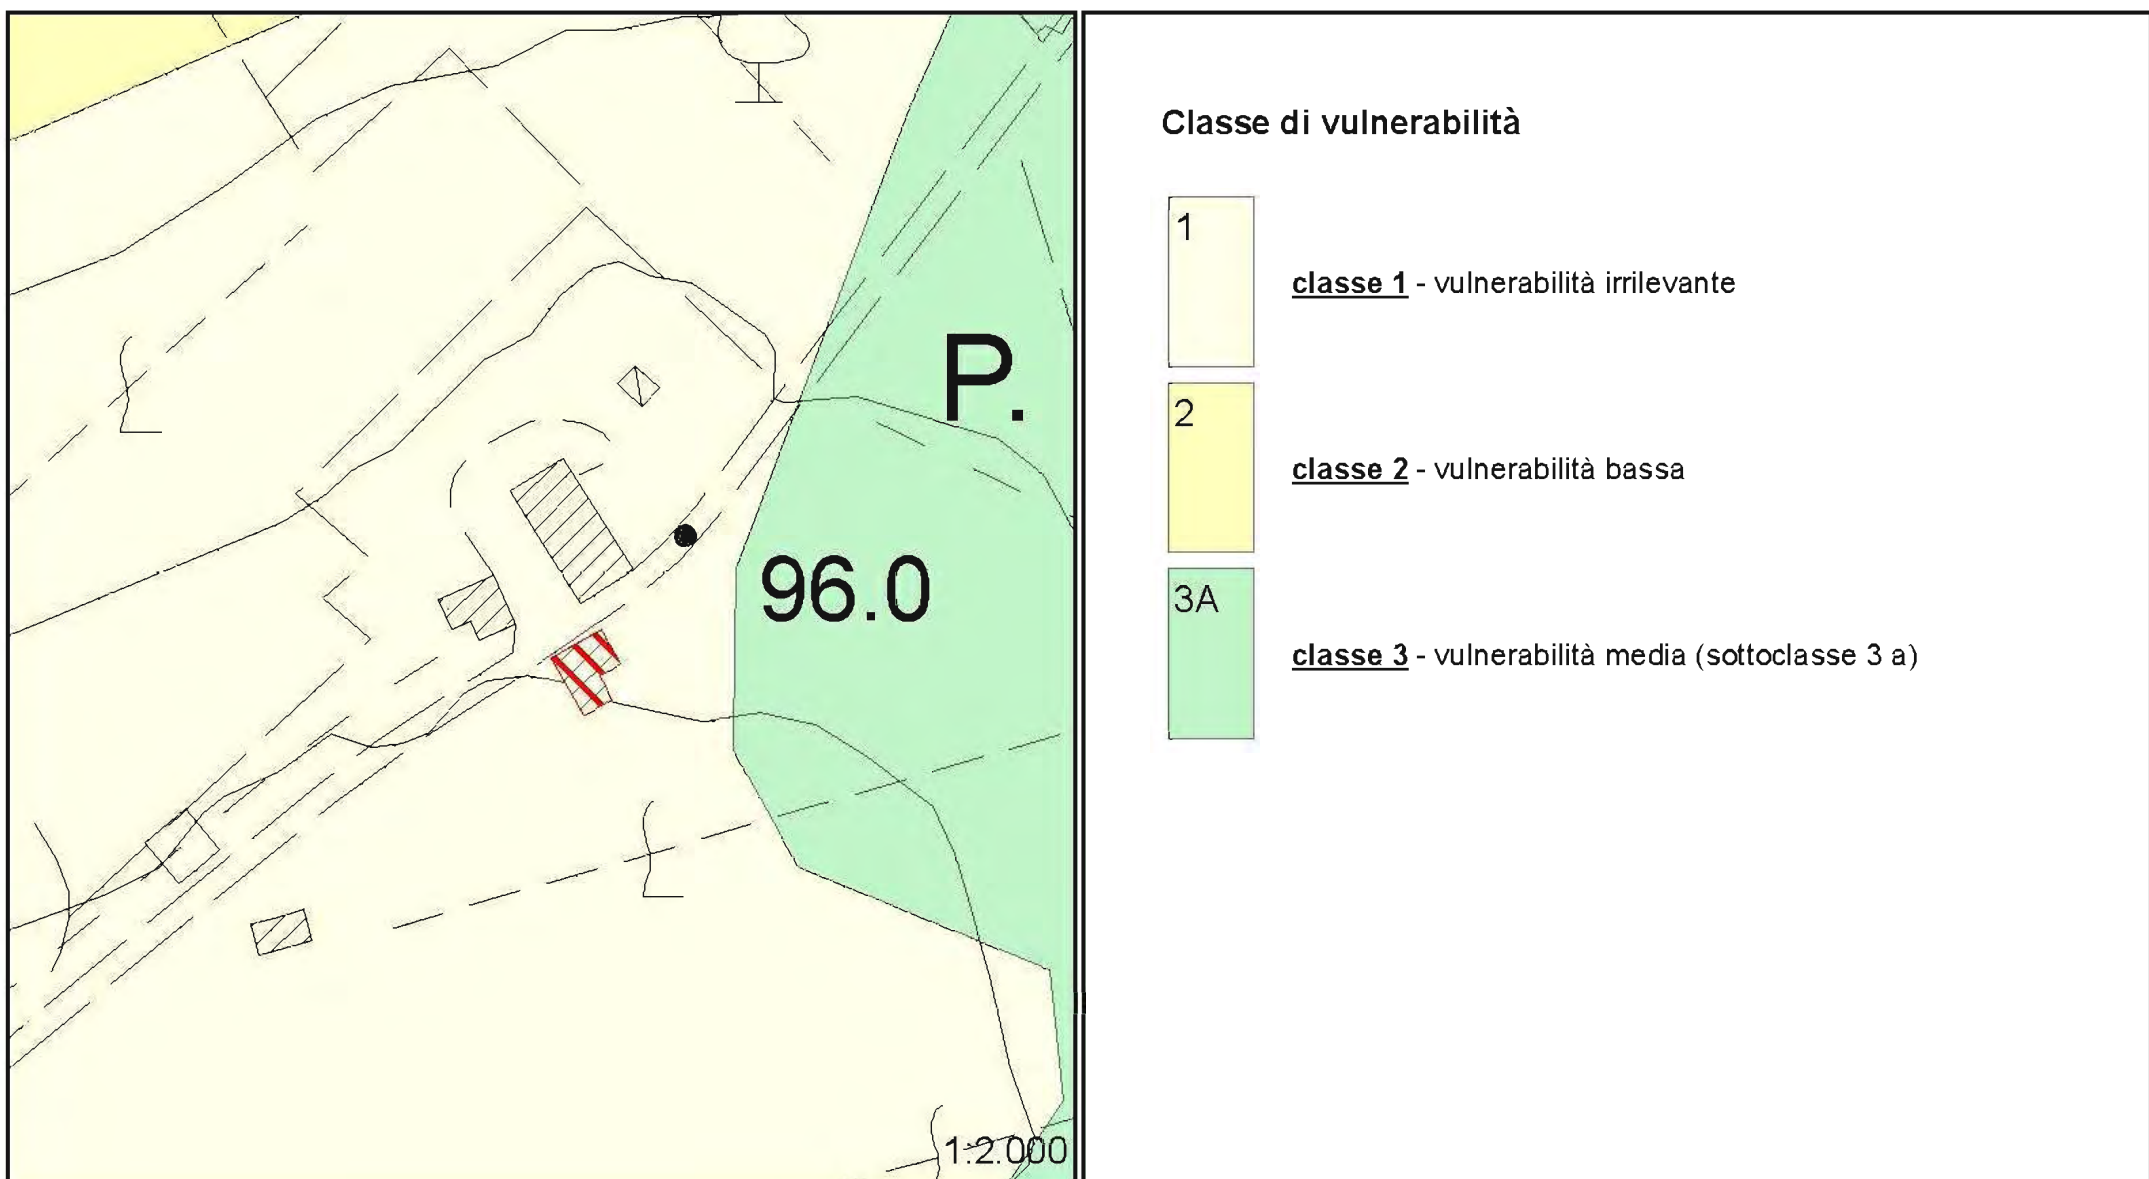 P.
96.0
1:2.000
Classe di vulnerabilità
1
classe 1 - vulnerabilità irrilevante
2
classe 2 - vulnerabilità bassa
3A
classe 3 - vulnerabilità media (sottoclasse 3 a)